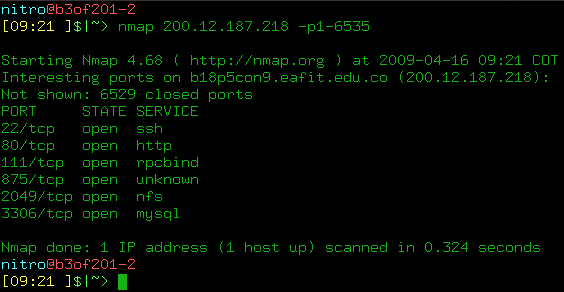 nitro@b3of201-2
[09:21 ]$|~> nmap 200.12.187.218 -p1-6535
Starting Nmap 4.68 ( http://nmap.org ) at 2009-04-16 09:21 COT
Interesting ports on b18p5con9.eafit.edu.co (200.12.187.218):
Not shown: 6529 closed ports
PORT     STATE SERVICE
22/tcp   open  ssh
80/tcp   open  http
111/tcp  open  rpcbind
875/tcp  open  unknown
2049/tcp open  nfs
3306/tcp open  mysql
Nmap done: 1 IP address (1 host up) scanned in 0.324 seconds
nitro@b3of201-2
[09:21 ]$|~>